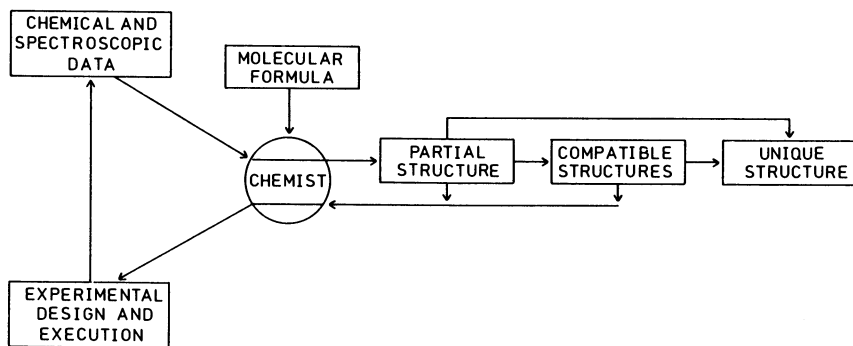 CHEMICAL AND
SPECTROSCOPIC
DATA
MOLECULAR
FORMULA
CHEMIST
PARTIAL
STRUCTURE
COMPATIBLE
STRUCTURES
UNIQUE
STRUCTURE
EXPERIMENTAL
DESIGN AND
EXECUTION